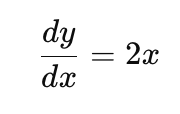 dy/dx = 2x